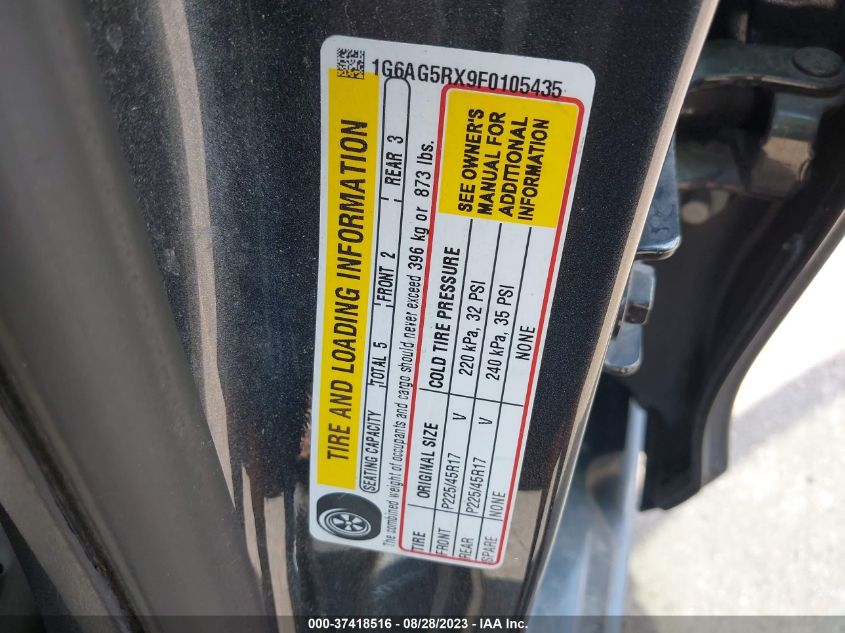 1G6AG5RX9F0105435
TIRE AND LOADING INFORMATION
SEATING CAPACITY TOTAL 5 FRONT 2 REAR 3
The combined weight of occupants and cargo should never exceed 396 kg or 873 lbs.
TIRE ORIGINAL SIZE COLD TIRE PRESSURE
FRONT P225/45R17 V 220 kPa, 32 PSI
REAR P225/45R17 V 240 kPa, 35 PSI
SPARE NONE NONE
SEE OWNER'S
MANUAL FOR
ADDITIONAL
INFORMATION
000-37418516 - 08/28/2023 - IAA Inc.